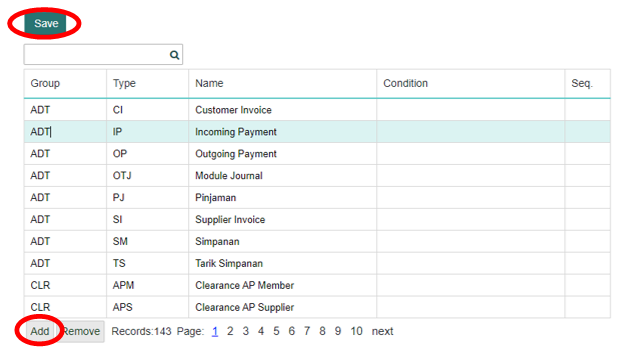 Save
Group Type Name Condition Seq.
ADT CI Customer Invoice
ADT IP Incoming Payment
ADT OP Outgoing Payment
ADT OTJ Module Journal
ADT PJ Pinjaman
ADT SI Supplier Invoice
ADT SM Simpanan
ADT TS Tarik Simpanan
CLR APM Clearance AP Member
CLR APS Clearance AP Supplier
Add Remove Records:143 Page: 1 2 3 4 5 6 7 8 9 10 next